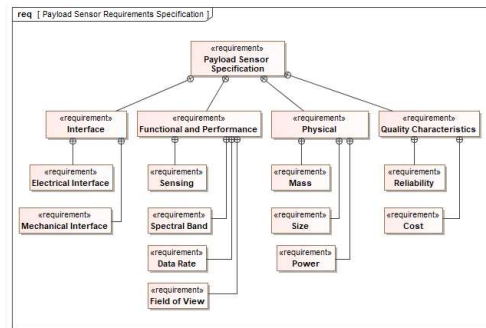 req [ Payload Sensor Requirements Specification ]
«requirement»
Payload Sensor
Specification
«requirement»
Interface
«requirement»
Functional and Performance
«requirement»
Physical
«requirement»
Quality Characteristics
«requirement»
Electrical Interface
«requirement»
Sensing
«requirement»
Mass
«requirement»
Reliability
«requirement»
Mechanical Interface
«requirement»
Spectral Band
«requirement»
Size
«requirement»
Cost
«requirement»
Data Rate
«requirement»
Power
«requirement»
Field of View